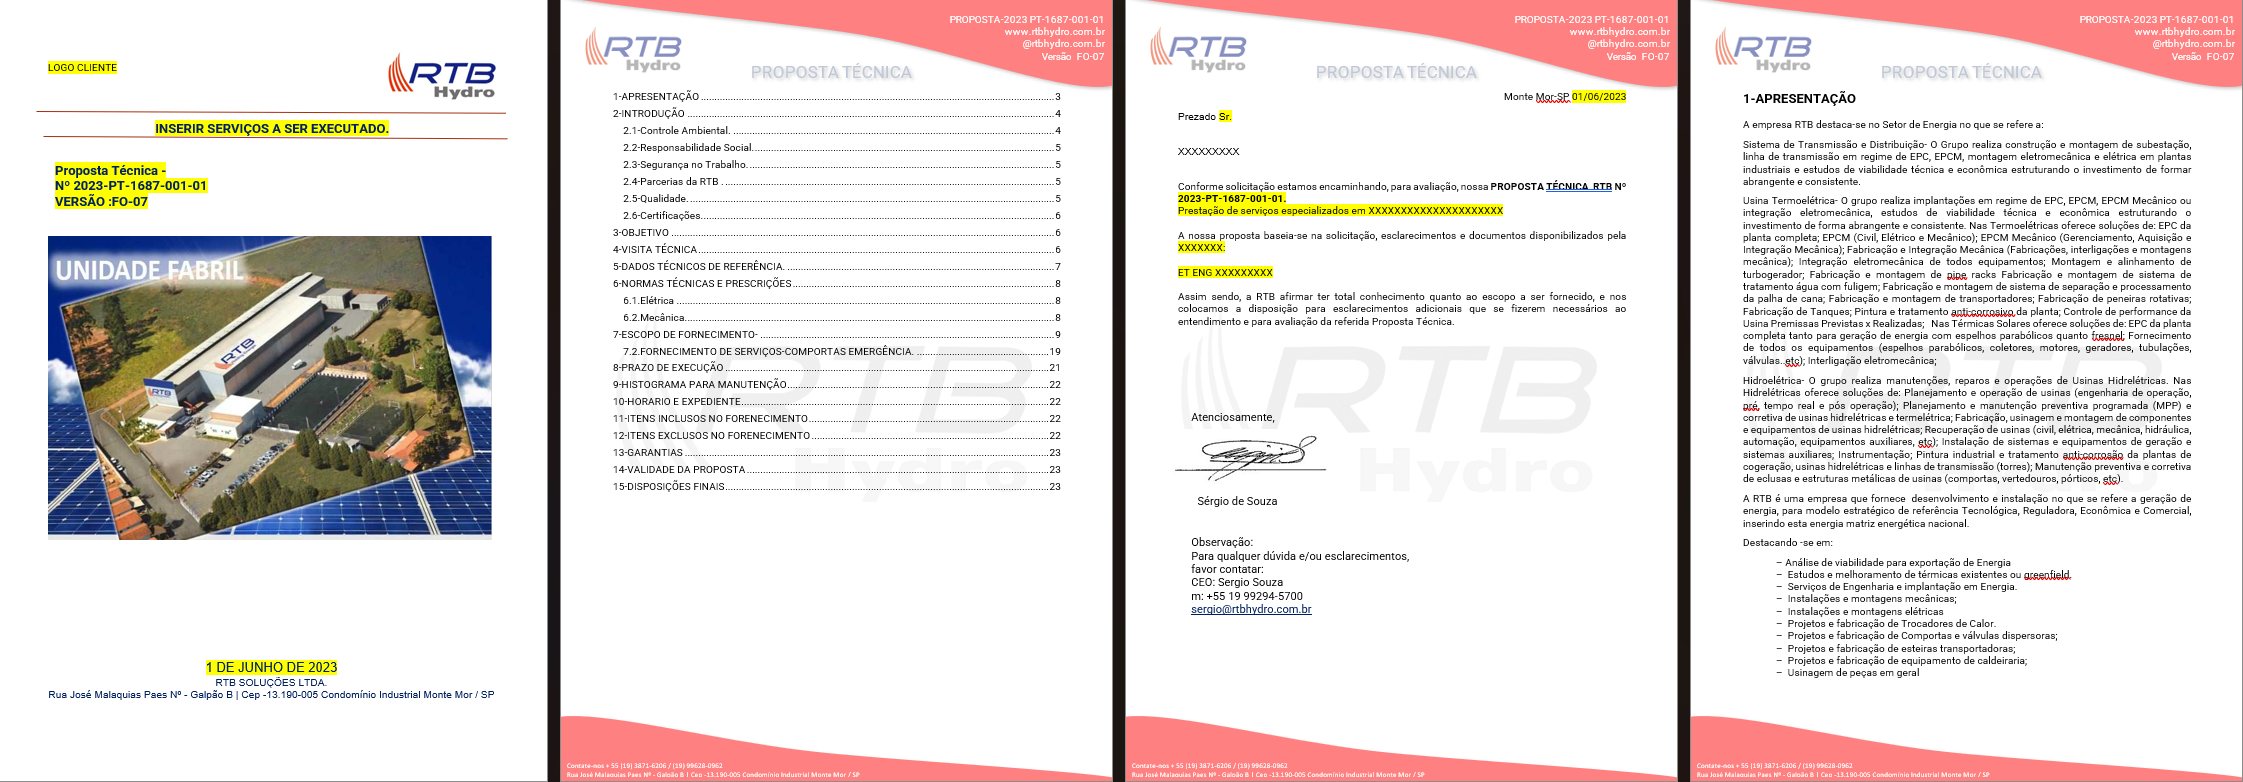 LOGO CLIENTE
RTB
Hydro
INSERIR SERVIÇOS A SER EXECUTADO.
Proposta Técnica -
Nº 2023-PT-1687-001-01
VERSÃO :FO-07
UNIDADE FABRIL
RTB
RTB
1 DE JUNHO DE 2023
RTB SOLUÇÕES LTDA.
Rua José Malaquias Paes Nº - Galpão B | Cep -13.190-005 Condomínio Industrial Monte Mor / SP
PROPOSTA-2023 PT-1687-001-01
www.rtbhydro.com.br
@rtbhydro.com.br
Versão FO-07
RTB
Hydro
PROPOSTA TÉCNICA
1-APRESENTAÇÃO 3
2-INTRODUÇÃO 4
2.1-Controle Ambiental. 4
2.2-Responsabilidade Social. 5
2.3-Segurança no Trabalho. 5
2.4-Parcerias da RTB . 5
2.5-Qualidade. 5
2.6-Certificações. 6
3-OBJETIVO 6
4-VISITA TÉCNICA 6
5-DADOS TÉCNICOS DE REFERÊNCIA. 7
6-NORMAS TÉCNICAS E PRESCRIÇÕES 8
6.1.Elétrica 8
6.2.Mecânica. 8
7-ESCOPO DE FORNECIMENTO- 9
7.2.FORNECIMENTO DE SERVIÇOS-COMPORTAS EMERGÊNCIA. 19
8-PRAZO DE EXECUÇÃO 21
9-HISTOGRAMA PARA MANUTENÇÃO 22
10-HORARIO E EXPEDIENTE 22
11-ITENS INCLUSOS NO FORENECIMENTO 22
12-ITENS EXCLUSOS NO FORENECIMENTO 22
13-GARANTIAS 23
14-VALIDADE DA PROPOSTA 23
15-DISPOSIÇÕES FINAIS 23
RTB
Hydro
Contate-nos + 55 (19) 3871-6206 / (19) 99628-0962
Rua José Malaquias Paes Nº - Galpão B I Cep -13.190-005 Condomínio Industrial Monte Mor / SP
PROPOSTA-2023 PT-1687-001-01
www.rtbhydro.com.br
@rtbhydro.com.br
Versão FO-07
RTB
Hydro
PROPOSTA TÉCNICA
Monte Mor-SP 01/06/2023
Prezado Sr.
XXXXXXXXX
Conforme solicitação estamos encaminhando, para avaliação, nossa PROPOSTA TÉCNICA RTB Nº
2023-PT-1687-001-01.
Prestação de serviços especializados em XXXXXXXXXXXXXXXXXXXXX
A nossa proposta baseia-se na solicitação, esclarecimentos e documentos disponibilizados pela
XXXXXXX:
ET ENG XXXXXXXXX
Assim sendo, a RTB afirmar ter total conhecimento quanto ao escopo a ser fornecido, e nos
colocamos a disposição para esclarecimentos adicionais que se fizerem necessários ao
entendimento e para avaliação da referida Proposta Técnica.
RTB
Hydro
Atenciosamente,
Sérgio de Souza
Observação:
Para qualquer dúvida e/ou esclarecimentos,
favor contatar:
CEO: Sergio Souza
m: +55 19 99294-5700
sergio@rtbhydro.com.br
Contate-nos + 55 (19) 3871-6206 / (19) 99628-0962
Rua José Malaquias Paes Nº - Galpão B I Cep -13.190-005 Condomínio Industrial Monte Mor / SP
PROPOSTA-2023 PT-1687-001-01
www.rtbhydro.com.br
@rtbhydro.com.br
Versão FO-07
RTB
Hydro
PROPOSTA TÉCNICA
1-APRESENTAÇÃO
A empresa RTB destaca-se no Setor de Energia no que se refere a:
Sistema de Transmissão e Distribuição- O Grupo realiza construção e montagem de subestação,
linha de transmissão em regime de EPC, EPCM, montagem eletromecânica e elétrica em plantas
industriais e estudos de viabilidade técnica e econômica estruturando o investimento de formar
abrangente e consistente.
Usina Termoelétrica- O grupo realiza implantações em regime de EPC, EPCM, EPCM Mecânico ou
integração eletromecânica, estudos de viabilidade técnica e econômica estruturando o
investimento de forma abrangente e consistente. Nas Termoelétricas oferece soluções de: EPC da
planta completa; EPCM (Civil, Elétrico e Mecânico); EPCM Mecânico (Gerenciamento, Aquisição e
Integração Mecânica); Fabricação e Integração Mecânica (Fabricações, interligações e montagens
mecânica); Integração eletromecânica de todos equipamentos; Montagem e alinhamento de
turbogerador; Fabricação e montagem de pipe racks Fabricação e montagem de sistema de
tratamento água com fuligem; Fabricação e montagem de sistema de separação e processamento
da palha de cana; Fabricação e montagem de transportadores; Fabricação de peneiras rotativas;
Fabricação de Tanques; Pintura e tratamento anti-corrosivo da planta; Controle de performance da
Usina Premissas Previstas x Realizadas; Nas Térmicas Solares oferece soluções de: EPC da planta
completa tanto para geração de energia com espelhos parabólicos quanto fresnel; Fornecimento
de todos os equipamentos (espelhos parabólicos, coletores, motores, geradores, tubulações,
válvulas..etc); Interligação eletromecânica;
Hidroelétrica- O grupo realiza manutenções, reparos e operações de Usinas Hidrelétricas. Nas
Hidrelétricas oferece soluções de: Planejamento e operação de usinas (engenharia de operação,
pré, tempo real e pós operação); Planejamento e manutenção preventiva programada (MPP) e
corretiva de usinas hidrelétricas e termelétrica; Fabricação, usinagem e montagem de componentes
e equipamentos de usinas hidrelétricas; Recuperação de usinas (civil, elétrica, mecânica, hidráulica,
automação, equipamentos auxiliares, etc); Instalação de sistemas e equipamentos de geração e
sistemas auxiliares; Instrumentação; Pintura industrial e tratamento anti-corrosão da plantas de
cogeração, usinas hidrelétricas e linhas de transmissão (torres); Manutenção preventiva e corretiva
de eclusas e estruturas metálicas de usinas (comportas, vertedouros, pórticos, etc).
A RTB é uma empresa que fornece desenvolvimento e instalação no que se refere a geração de
energia, para modelo estratégico de referência Tecnológica, Reguladora, Econômica e Comercial,
inserindo esta energia matriz energética nacional.
Destacando -se em:
– Análise de viabilidade para exportação de Energia
– Estudos e melhoramento de térmicas existentes ou greenfield.
– Serviços de Engenharia e implantação em Energia.
– Instalações e montagens mecânicas;
– Instalações e montagens elétricas
– Projetos e fabricação de Trocadores de Calor.
– Projetos e fabricação de Comportas e válvulas dispersoras;
– Projetos e fabricação de esteiras transportadoras;
– Projetos e fabricação de equipamento de caldeiraria;
– Usinagem de peças em geral
RTB
Hydro
Contate-nos + 55 (19) 3871-6206 / (19) 99628-0962
Rua José Malaquias Paes Nº - Galpão B I Cep -13.190-005 Condomínio Industrial Monte Mor / SP